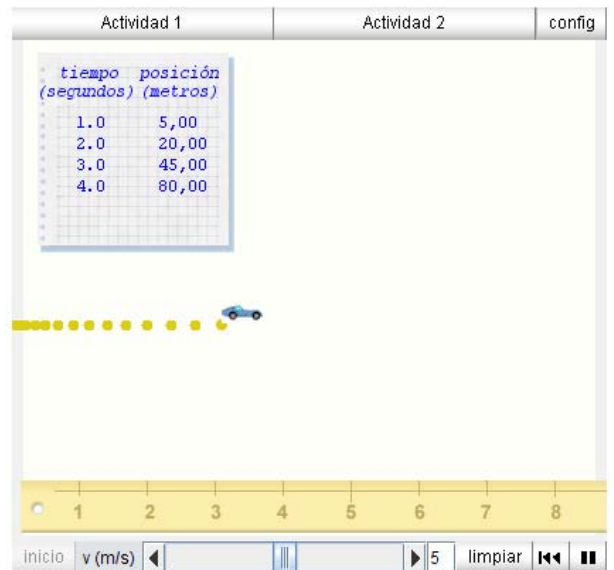 Actividad 1 Actividad 2 config
tiempo posición
(segundos) (metros)
1.0 5,00
2.0 20,00
3.0 45,00
4.0 80,00
1 2 3 4 5 6 7 8
inicio v (m/s) 5 limpiar